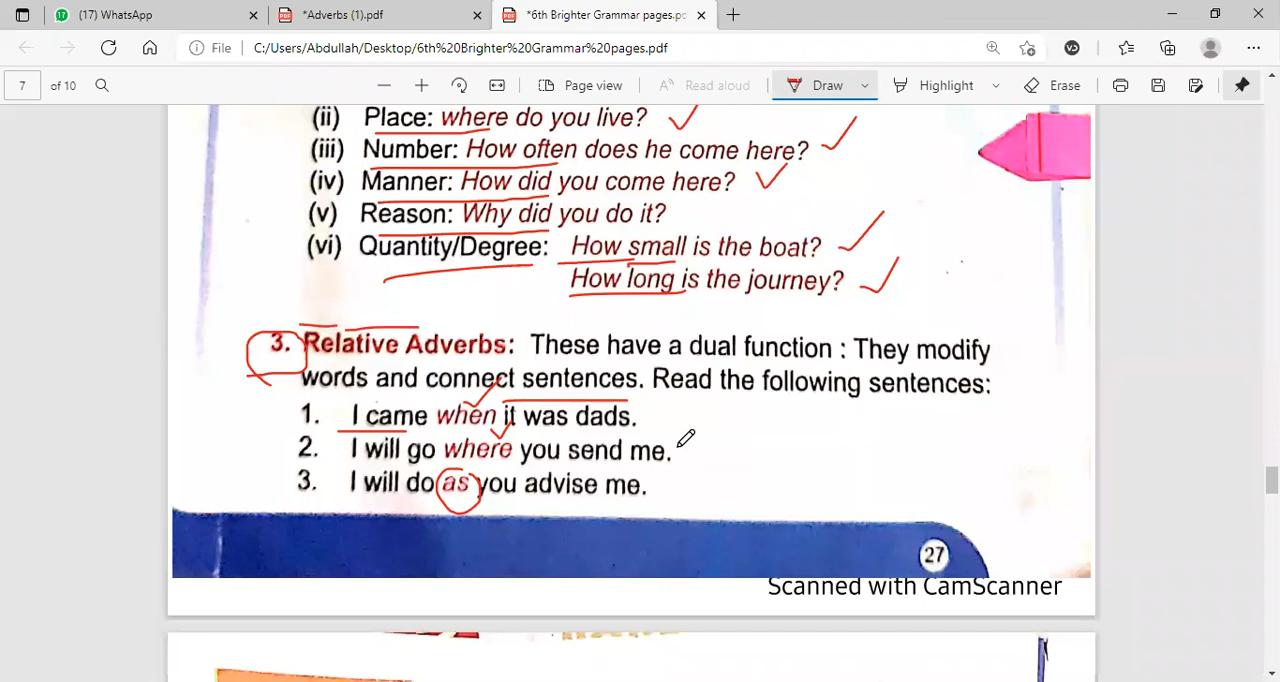 (17) WhatsApp
*Adverbs (1).pdf
*6th Brighter Grammar pages.pd
File
C:/Users/Abdullah/Desktop/6th%20Brighter%20Grammar%20pages.pdf
7 of 10
Page view
Read aloud
Draw
Highlight
Erase
(ii) Place: where do you live?
(iii) Number: How often does he come here?
(iv) Manner: How did you come here?
(v) Reason: Why did you do it?
(vi) Quantity/Degree: How small is the boat?
How long is the journey?
3. Relative Adverbs: These have a dual function : They modify
words and connect sentences. Read the following sentences:
1. I came when it was dads.
2. I will go where you send me.
3. I will do as you advise me.
27
Scanned with CamScanner